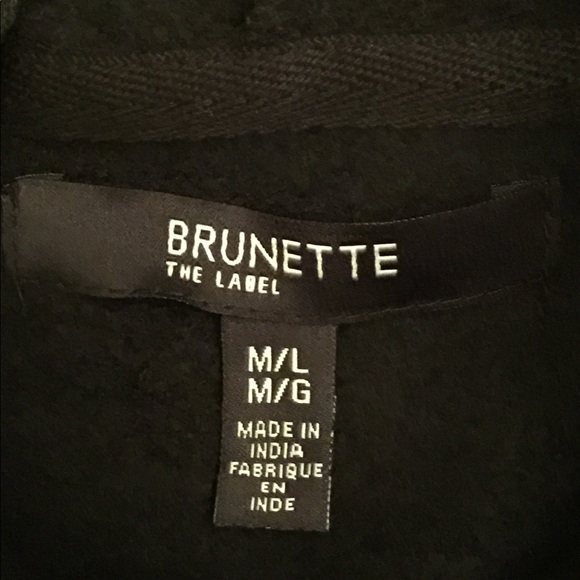 BRUNETTE
THE LABEL
M/L
M/G
MADE IN
INDIA
FABRIQUE
EN
INDE